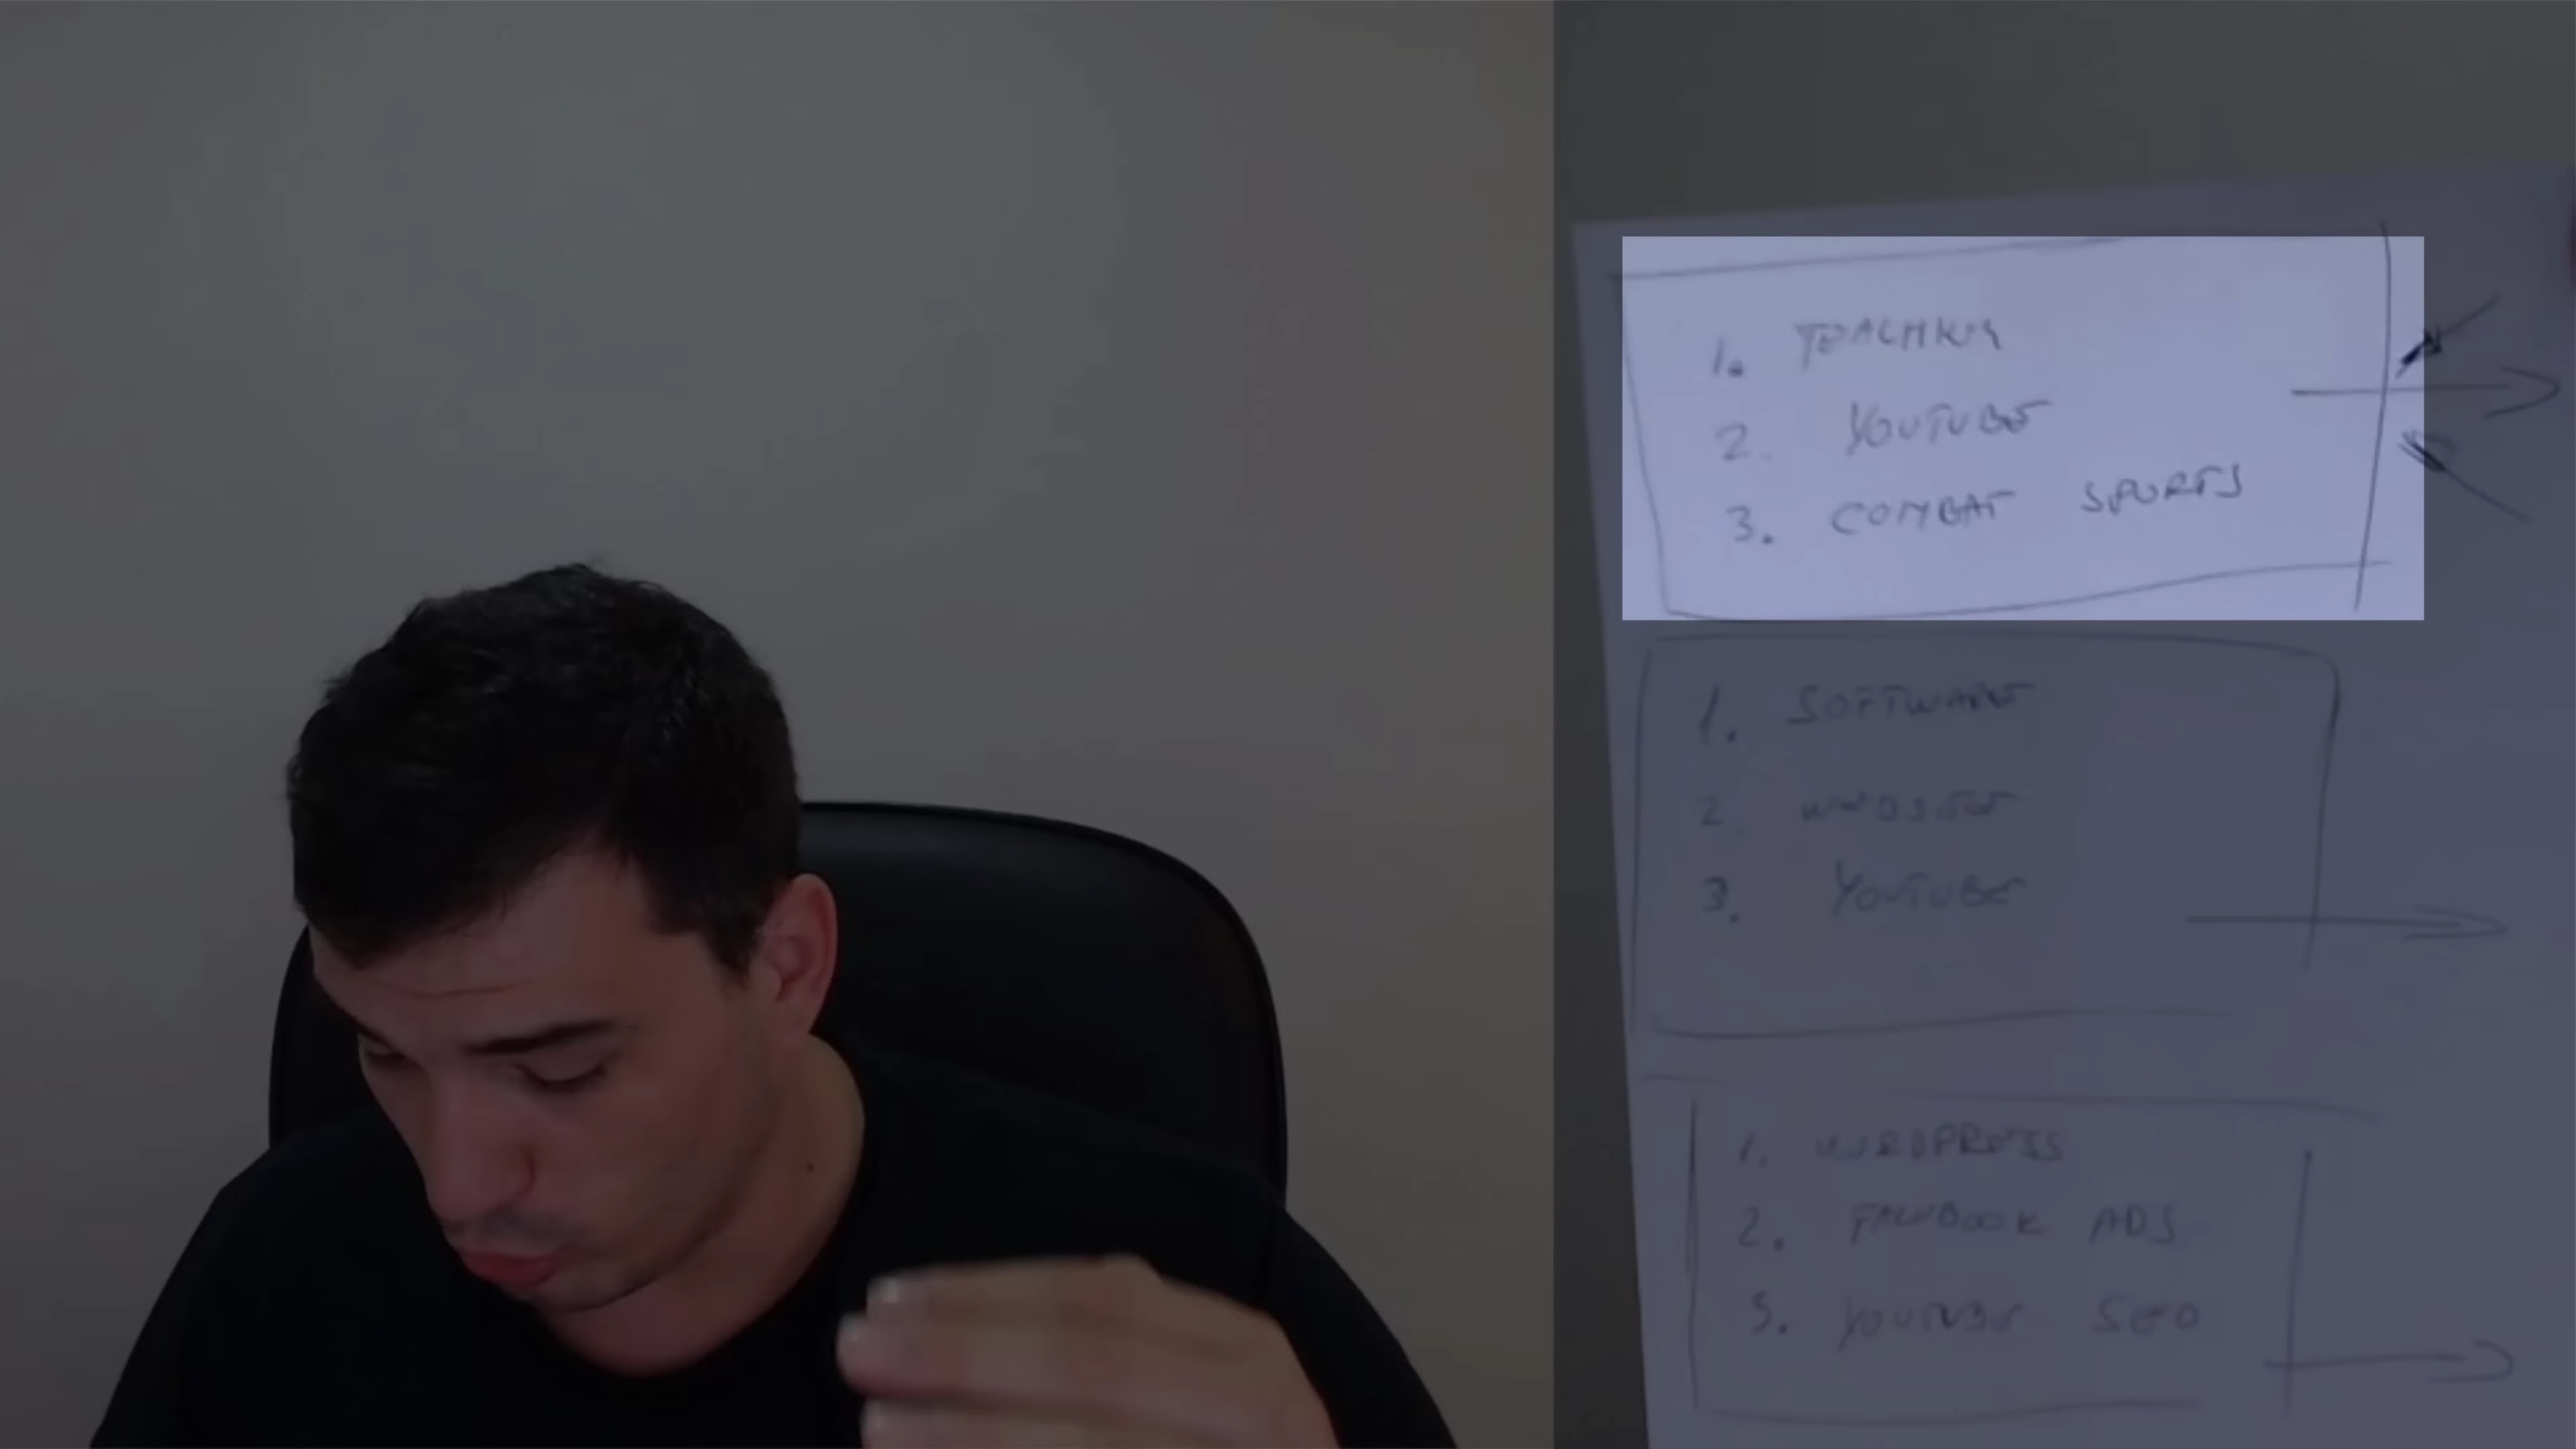 1. TEACHING
2. YOUTUBE
3. COMBAT SPORTS
1. SOFTWARE
2. WEBSITE
3. YOUTUBE
1. WORDPRESS
2. FACEBOOK ADS
3. YOUTUBE SEO